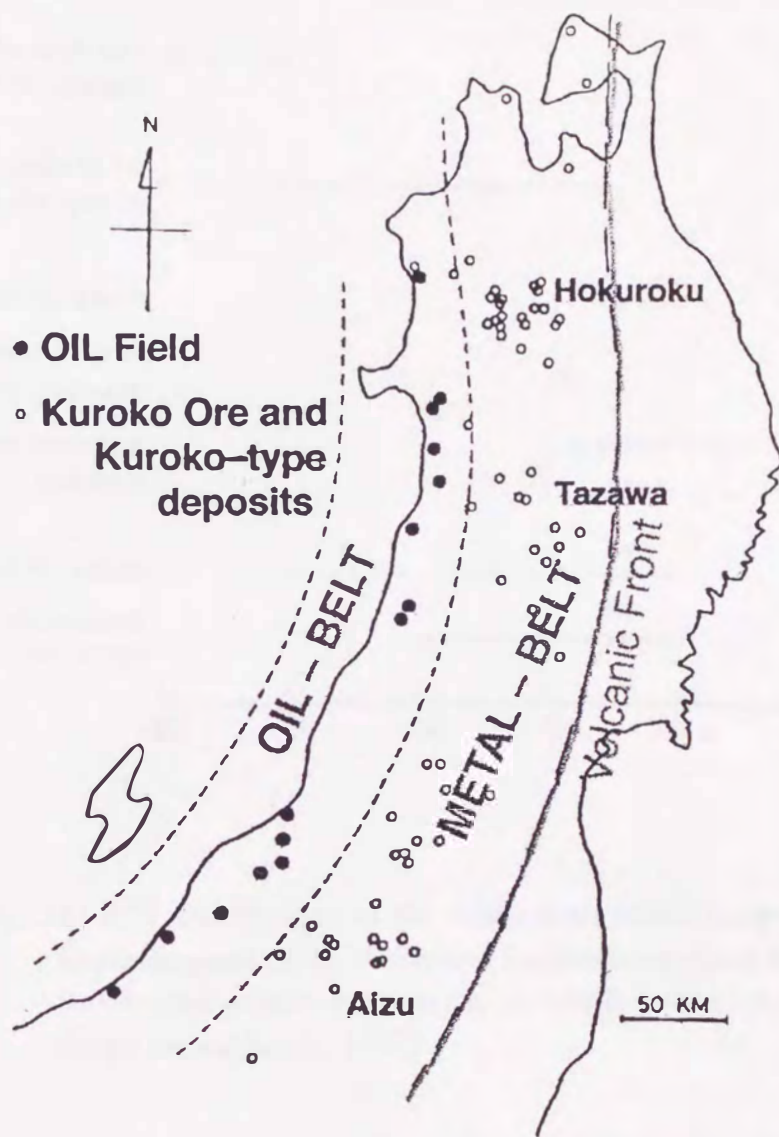 N
Hokuroku
OIL Field
Kuroko Ore and
Kuroko-type
deposits
Tazawa
OIL-BELT
METAL-BELT
Volcanic Front
Aizu
50 KM